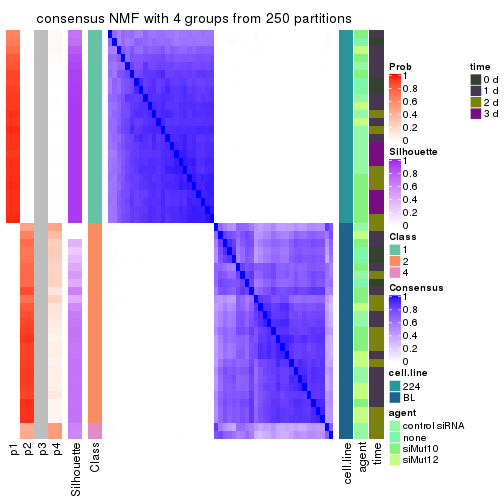 consensus NMF with 4 groups from 250 partitions
p1
p2
p3
p4
Silhouette
Class
cell.line
agent
time
Prob
1
0.8
0.6
0.4
0.2
0
Silhouette
1
0.8
0.6
0.4
0.2
0
Class
1
2
4
Consensus
1
0.8
0.6
0.4
0.2
0
cell.line
224
BL
agent
control siRNA
none
siMut10
siMut12
time
0 d
1 d
2 d
3 d